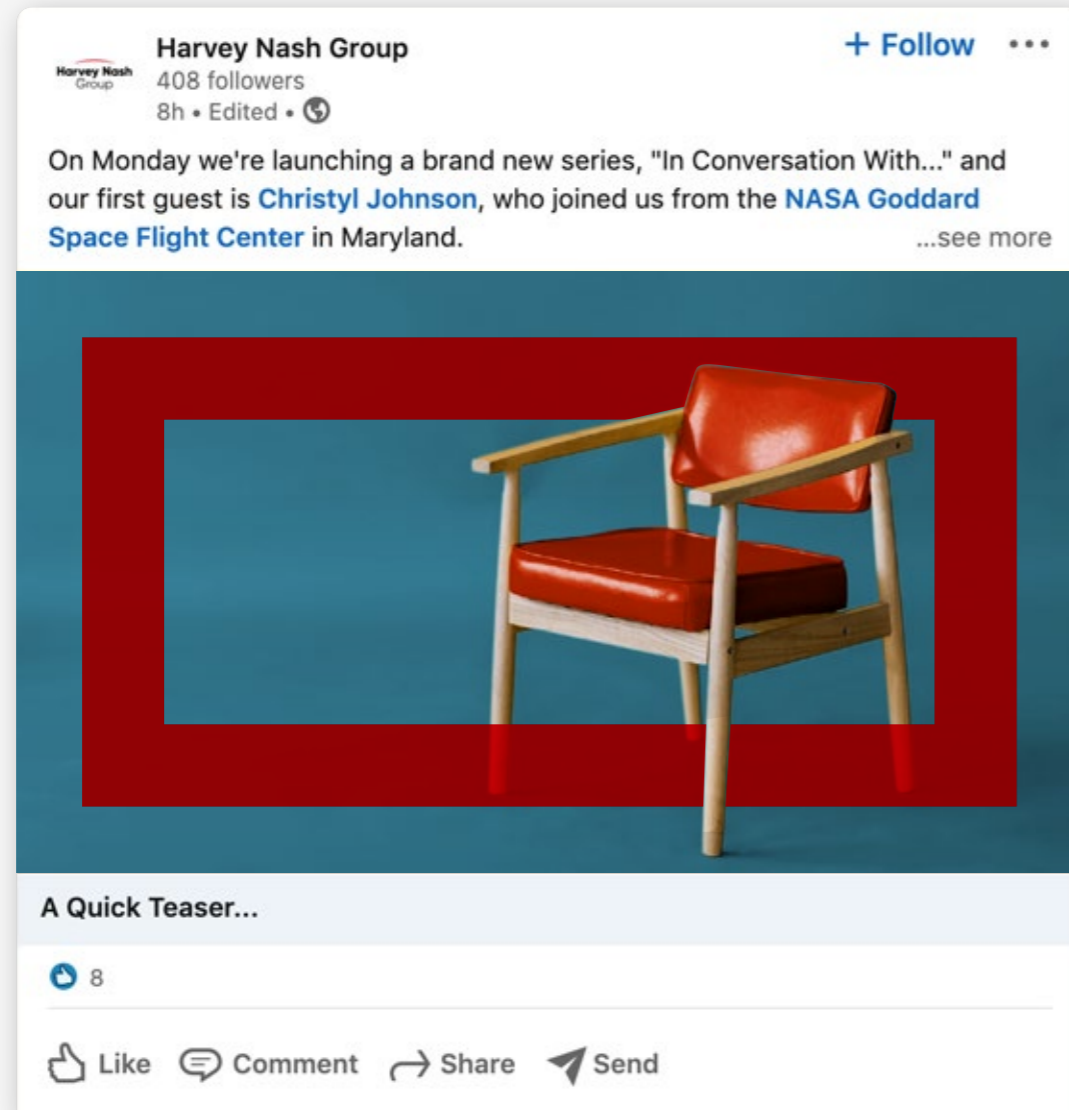 Harvey Nash
Group
Harvey Nash Group
408 followers
8h • Edited •
+ Follow
On Monday we're launching a brand new series, "In Conversation With..." and
our first guest is Christyl Johnson, who joined us from the NASA Goddard
Space Flight Center in Maryland.
...see more
A Quick Teaser...
8
Like Comment Share Send